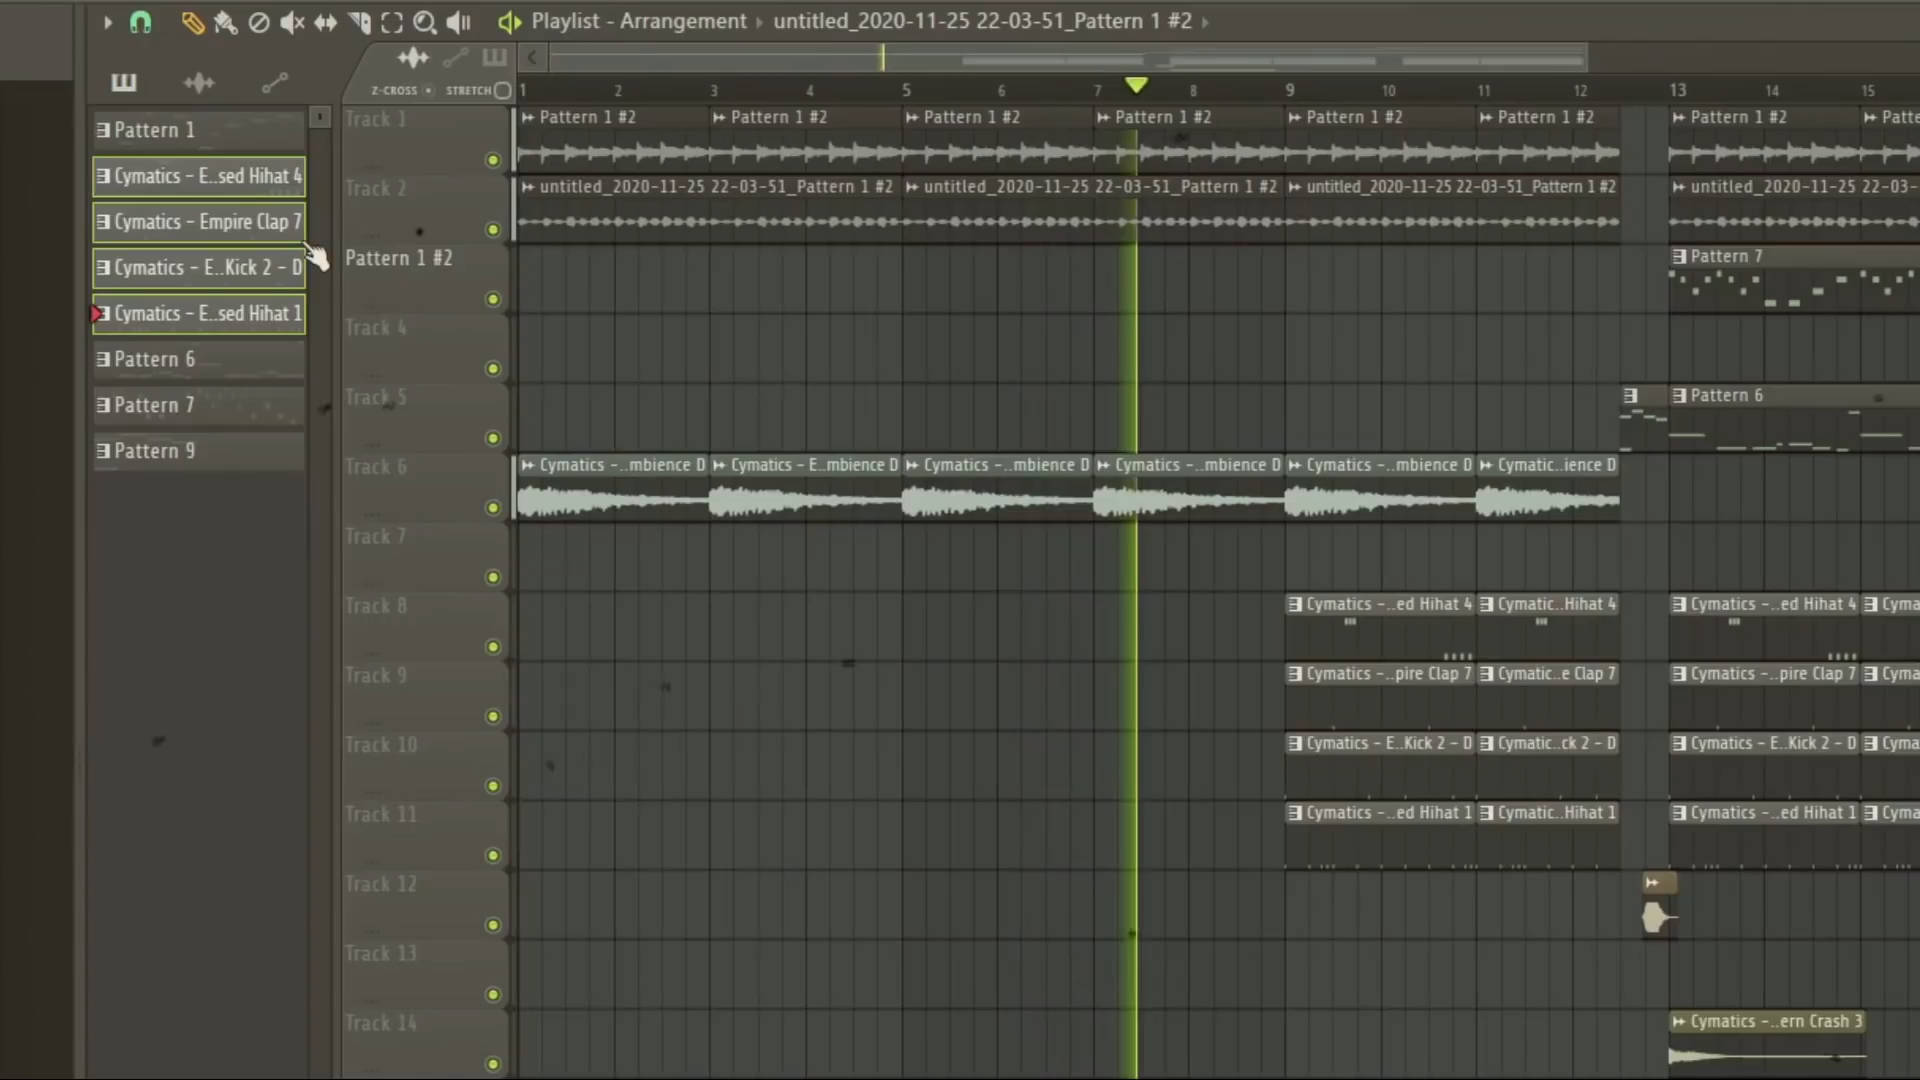 Playlist - Arrangement › untitled_2020-11-25 22-03-51_Pattern 1 #2 ›
Z-CROSS STRETCH
1 2 3 4 5 6 7 8 9 10 11 12 13 14 15
Pattern 1
Cymatics - E..sed Hihat 4
Cymatics - Empire Clap 7
Cymatics - E..Kick 2 - D
Cymatics - E..sed Hihat 1
Pattern 6
Pattern 7
Pattern 9
Track 1
Pattern 1 #2 Pattern 1 #2 Pattern 1 #2 Pattern 1 #2 Pattern 1 #2 Pattern 1 #2 Pattern 1 #2 Patte
Track 2
untitled_2020-11-25 22-03-51_Pattern 1 #2 untitled_2020-11-25 22-03-51_Pattern 1 #2 untitled_2020-11-25 22-03-51_Pattern 1 #2 untitled_2020-11-25 22-03-
Pattern 1 #2
Pattern 7
Track 4
Track 5
Pattern 6
Track 6
Cymatics -..mbience D Cymatics - E..mbience D Cymatics -..mbience D Cymatics -..mbience D Cymatics -..mbience D Cymatic..ience D
Track 7
Track 8
Cymatics -..ed Hihat 4 Cymatic..Hihat 4 Cymatics -..ed Hihat 4 Cyma
Track 9
Cymatics -..pire Clap 7 Cymatic..e Clap 7 Cymatics -..pire Clap 7 Cyma
Track 10
Cymatics - E..Kick 2 - D Cymatic..ck 2 - D Cymatics - E..Kick 2 - D Cyma
Track 11
Cymatics -..ed Hihat 1 Cymatic..Hihat 1 Cymatics -..ed Hihat 1 Cyma
Track 12
Track 13
Track 14
Cymatics -..ern Crash 3